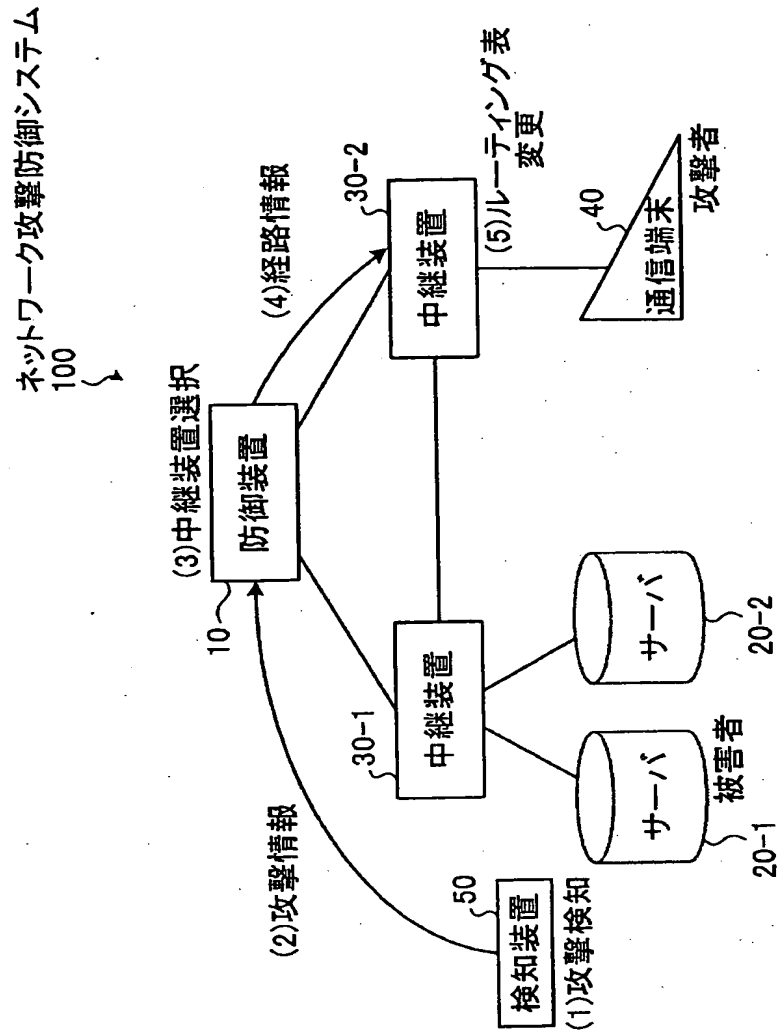 ネットワーク攻撃防御システム
100
(3)中継装置選択
防御装置
10
(4)経路情報
(2)攻撃情報
30-2
中継装置
(5)ルーティング表
変更
30-1
中継装置
40
通信端末
攻撃者
50
検知装置
(1)攻撃検知
サーバ
20-1
被害者
サーバ
20-2